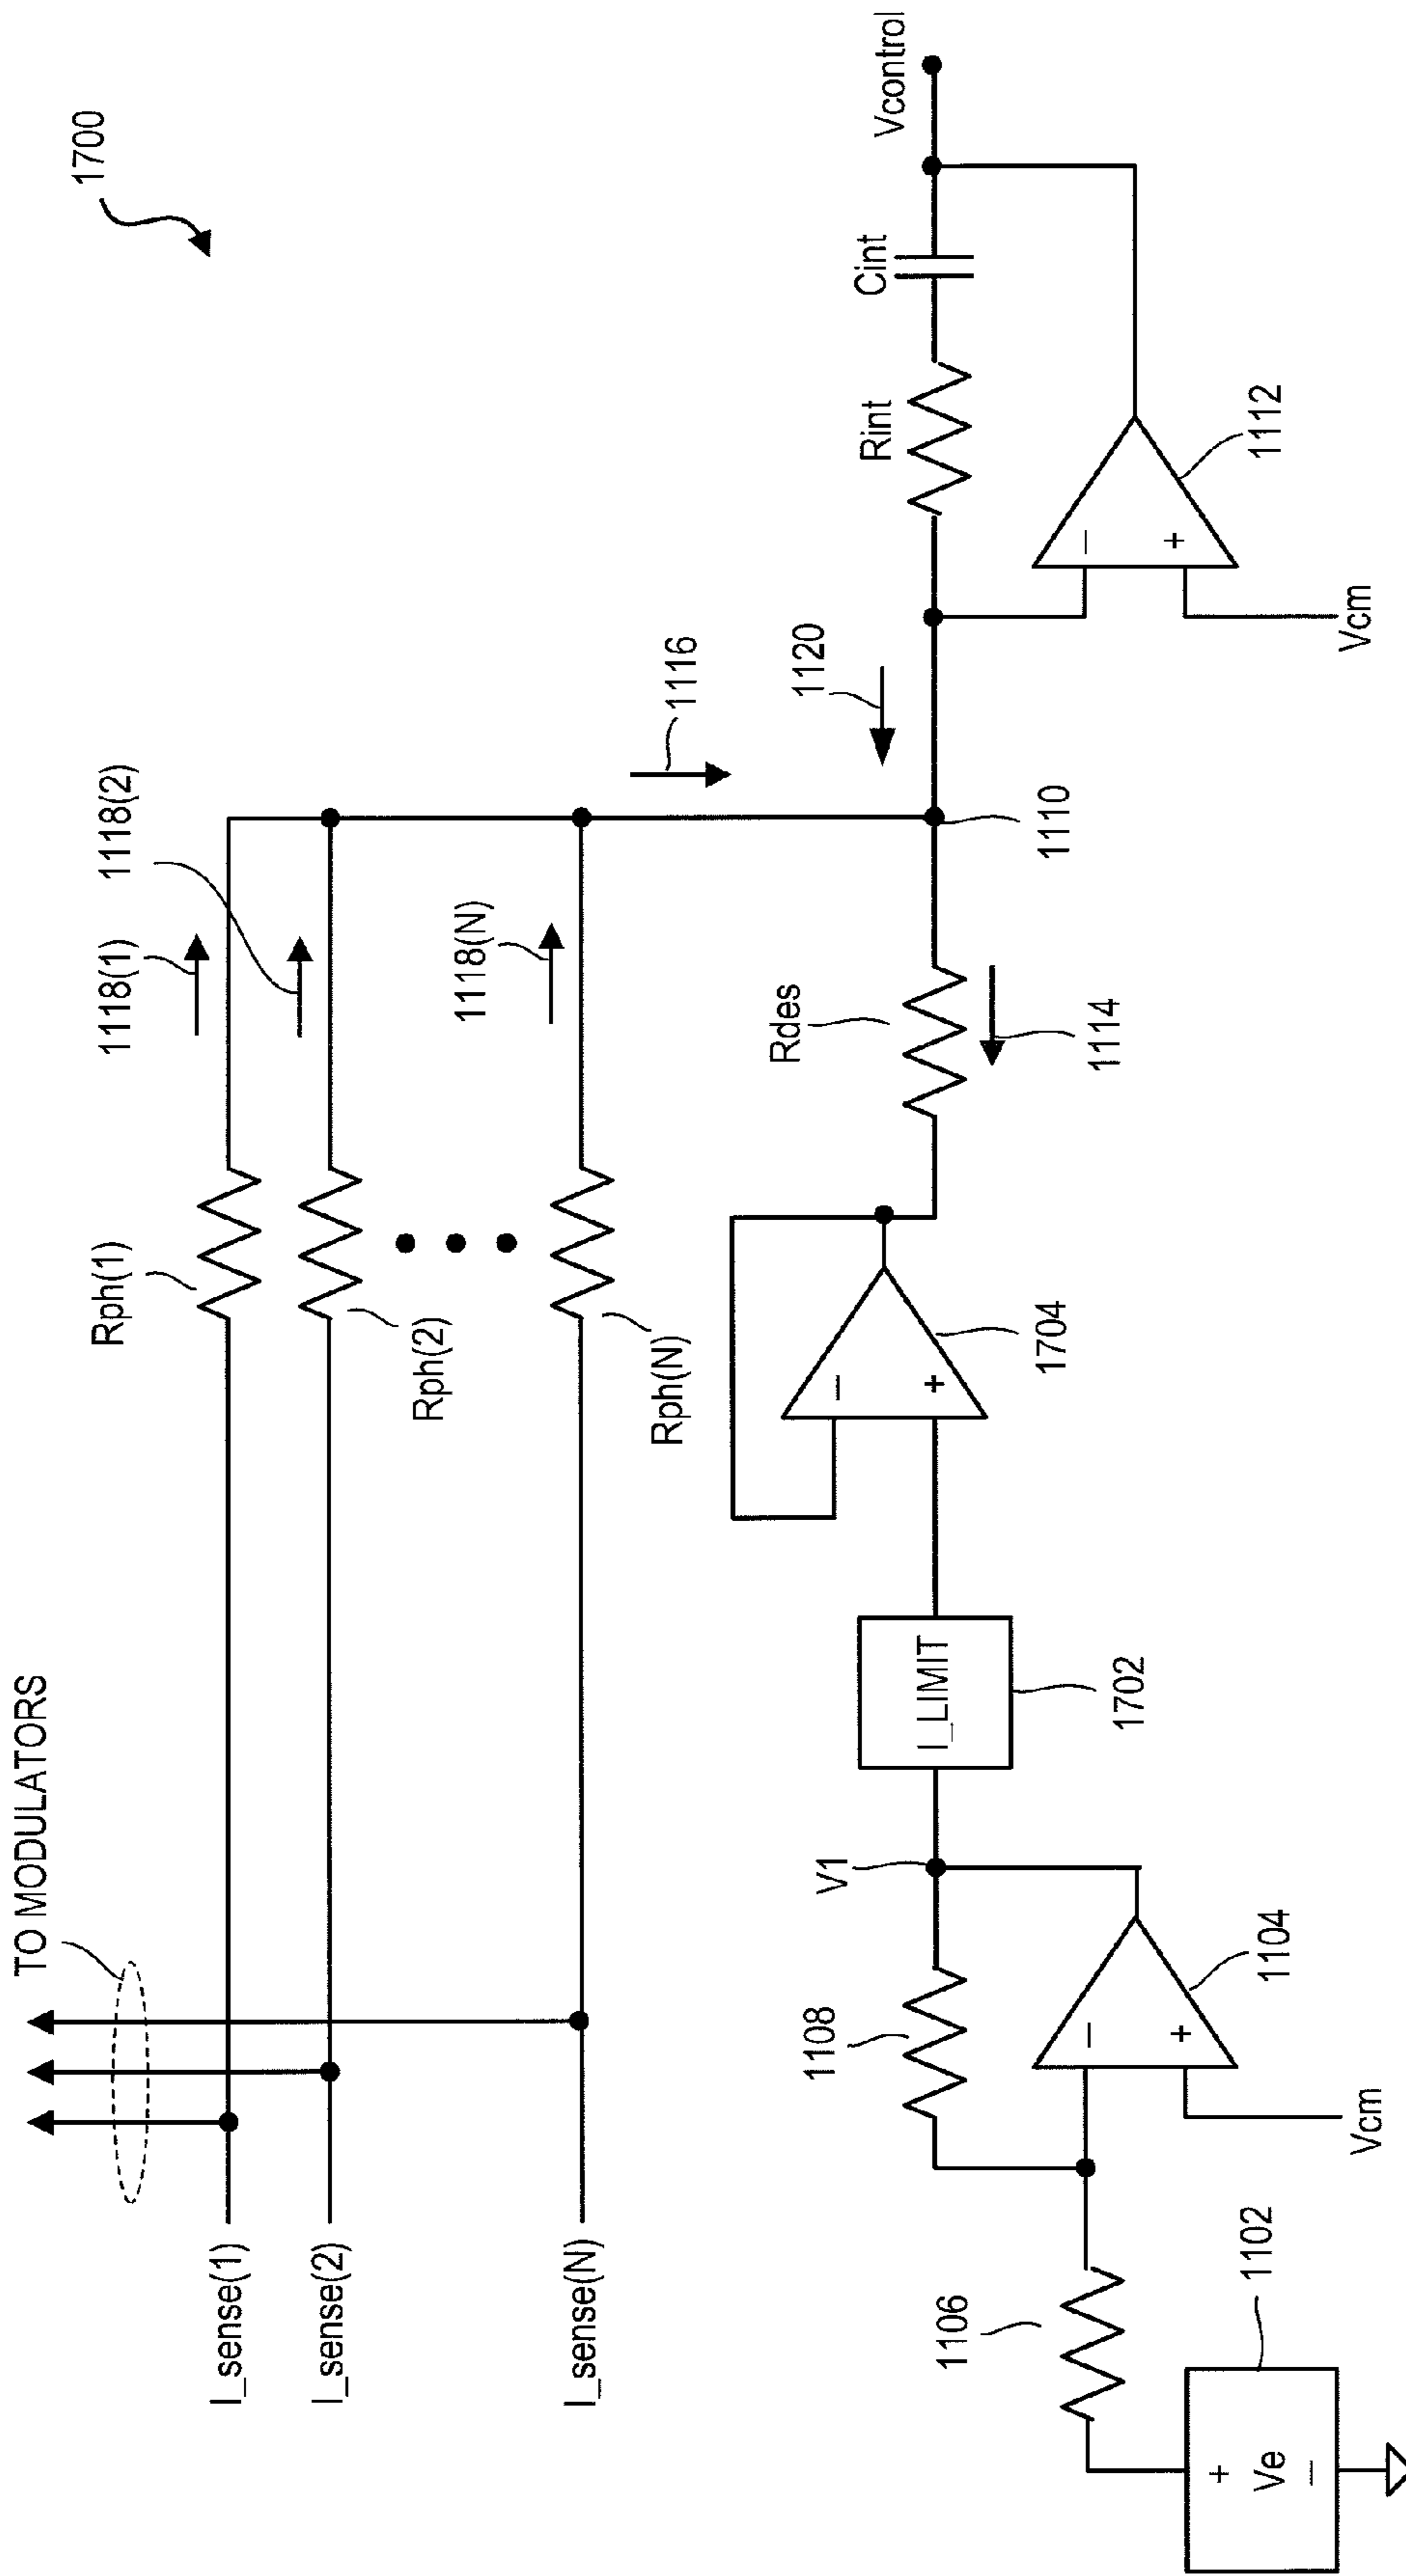 1700
TO MODULATORS
I_sense(1)
I_sense(2)
I_sense(N)
Rph(1)
Rph(2)
Rph(N)
1118(1)
1118(2)
1118(N)
1116
1120
1110
Rdes
1114
1704
- +
I_LIMIT
1702
V1
1108
1104
- +
Vcm
1106
1102
+
Ve
-
Rint
Cint
Vcontrol
1112
- +
Vcm